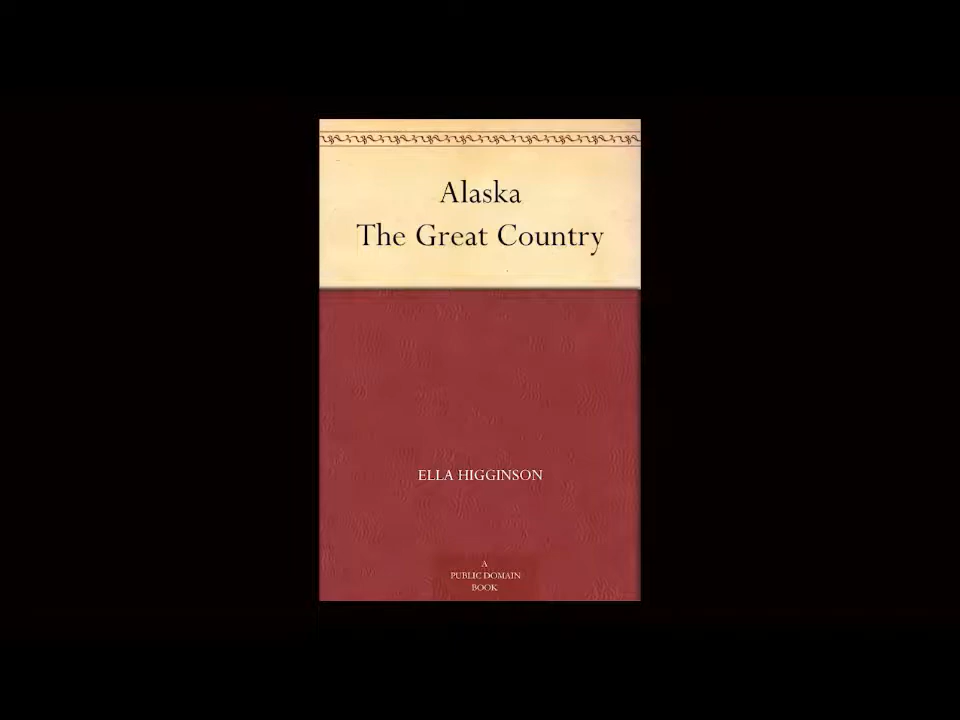 Alaska
The Great Country
ELLA HIGGINSON
A
PUBLIC DOMAIN
BOOK